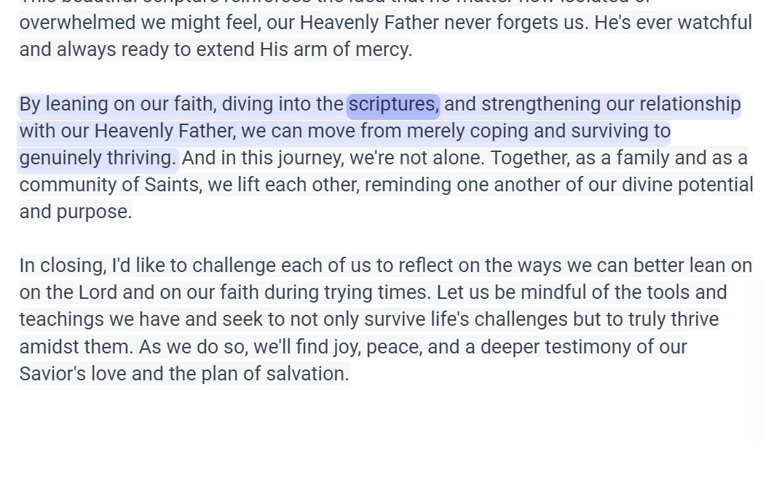 overwhelmed we might feel, our Heavenly Father never forgets us. He's ever watchful
and always ready to extend His arm of mercy.
By leaning on our faith, diving into the scriptures, and strengthening our relationship
with our Heavenly Father, we can move from merely coping and surviving to
genuinely thriving. And in this journey, we're not alone. Together, as a family and as a
community of Saints, we lift each other, reminding one another of our divine potential
and purpose.
In closing, I'd like to challenge each of us to reflect on the ways we can better lean on
on the Lord and on our faith during trying times. Let us be mindful of the tools and
teachings we have and seek to not only survive life's challenges but to truly thrive
amidst them. As we do so, we'll find joy, peace, and a deeper testimony of our
Savior's love and the plan of salvation.